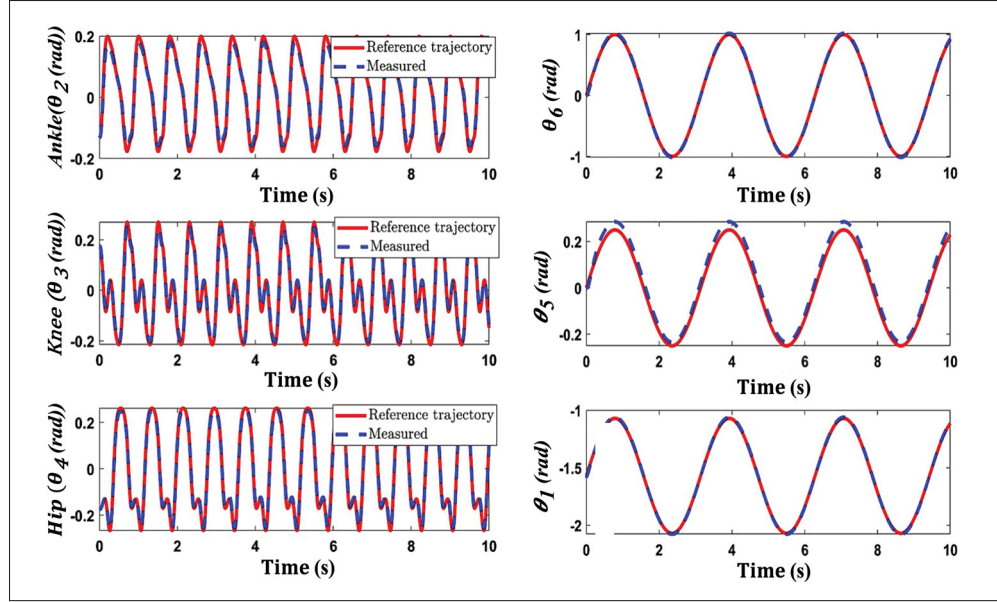 Ankle(θ2 (rad))
0.2
0
-0.2
0 2 4 6 8 10
Time (s)
Reference trajectory
Measured
θ6 (rad)
1
0
-1
0 2 4 6 8 10
Time (s)
Knee (θ3 (rad))
0.2
0
-0.2
0 2 4 6 8 10
Time (s)
Reference trajectory
Measured
θ5 (rad)
0.2
0
-0.2
0 2 4 6 8 10
Time (s)
Hip (θ4 (rad))
0.2
0
-0.2
0 2 4 6 8 10
Time (s)
Reference trajectory
Measured
θ1 (rad)
-1
-1.5
-2
0 2 4 6 8 10
Time (s)